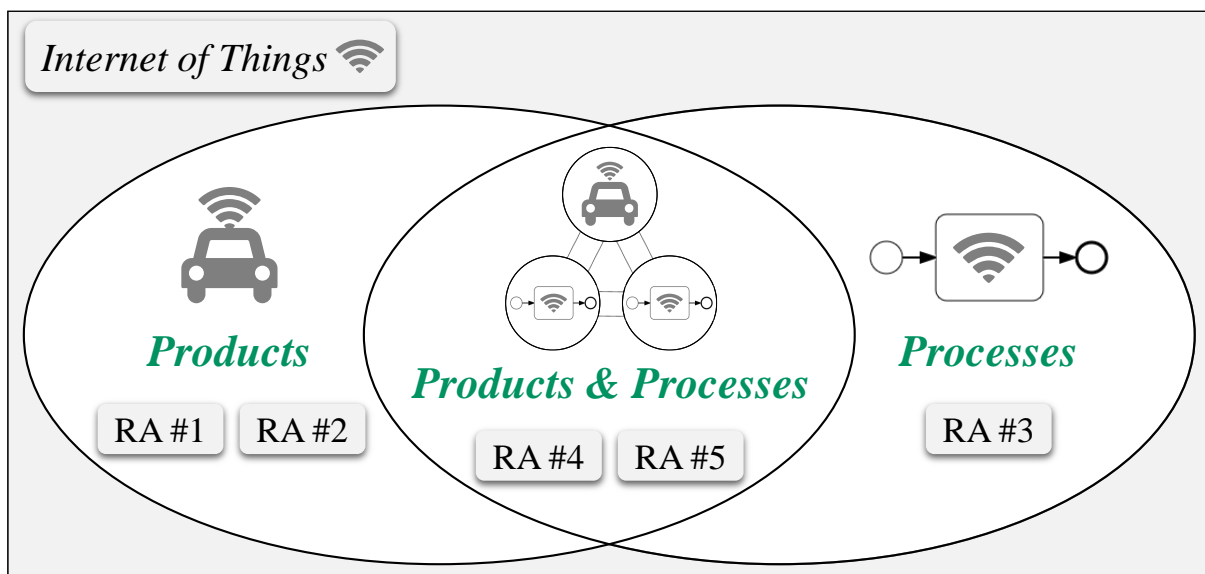 Internet of Things
Products
Products & Processes
Processes
RA #1
RA #2
RA #4
RA #5
RA #3